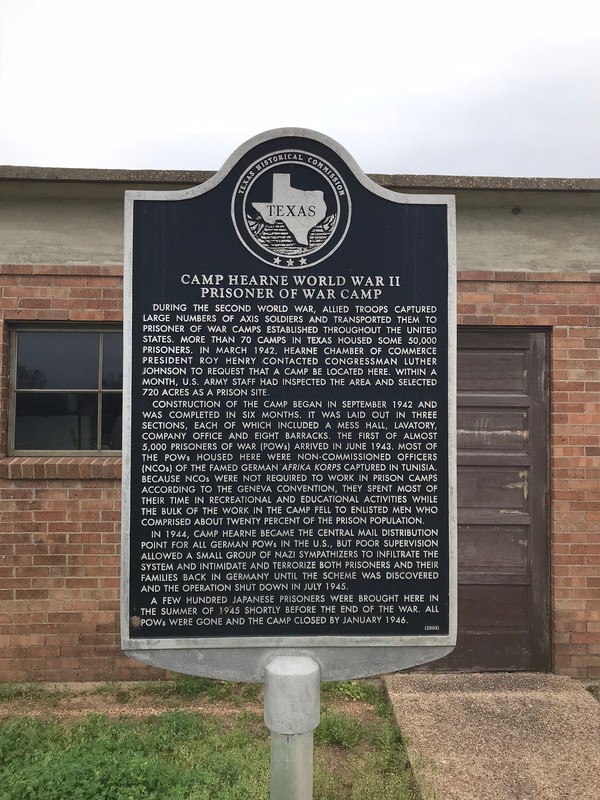 TEXAS HISTORICAL COMMISSION
TEXAS
CAMP HEARNE WORLD WAR II
PRISONER OF WAR CAMP
DURING THE SECOND WORLD WAR, ALLIED TROOPS CAPTURED
LARGE NUMBERS OF AXIS SOLDIERS AND TRANSPORTED THEM TO
PRISONER OF WAR CAMPS ESTABLISHED THROUGHOUT THE UNITED
STATES. MORE THAN 70 CAMPS IN TEXAS HOUSED SOME 50,000
PRISONERS. IN MARCH 1942, HEARNE CHAMBER OF COMMERCE
PRESIDENT ROY HENRY CONTACTED CONGRESSMAN LUTHER
JOHNSON TO REQUEST THAT A CAMP BE LOCATED HERE. WITHIN A
MONTH, U.S. ARMY STAFF HAD INSPECTED THE AREA AND SELECTED
720 ACRES AS A PRISON SITE.
CONSTRUCTION OF THE CAMP BEGAN IN SEPTEMBER 1942 AND
WAS COMPLETED IN SIX MONTHS. IT WAS LAID OUT IN THREE
SECTIONS, EACH OF WHICH INCLUDED A MESS HALL, LAVATORY,
COMPANY OFFICE AND EIGHT BARRACKS. THE FIRST OF ALMOST
5,000 PRISONERS OF WAR (POWs) ARRIVED IN JUNE 1943. MOST OF
THE POWs HOUSED HERE WERE NON-COMMISSIONED OFFICERS
(NCOs) OF THE FAMED GERMAN AFRIKA KORPS CAPTURED IN TUNISIA.
BECAUSE NCOs WERE NOT REQUIRED TO WORK IN PRISON CAMPS
ACCORDING TO THE GENEVA CONVENTION, THEY SPENT MOST OF
THEIR TIME IN RECREATIONAL AND EDUCATIONAL ACTIVITIES WHILE
THE BULK OF THE WORK IN THE CAMP FELL TO ENLISTED MEN WHO
COMPRISED ABOUT TWENTY PERCENT OF THE PRISON POPULATION.
IN 1944, CAMP HEARNE BECAME THE CENTRAL MAIL DISTRIBUTION
POINT FOR ALL GERMAN POWs IN THE U.S., BUT POOR SUPERVISION
ALLOWED A SMALL GROUP OF NAZI SYMPATHIZERS TO INFILTRATE THE
SYSTEM AND INTIMIDATE AND TERRORIZE BOTH PRISONERS AND THEIR
FAMILIES BACK IN GERMANY UNTIL THE SCHEME WAS DISCOVERED
AND THE OPERATION SHUT DOWN IN JULY 1945.
A FEW HUNDRED JAPANESE PRISONERS WERE BROUGHT HERE IN
THE SUMMER OF 1945 SHORTLY BEFORE THE END OF THE WAR. ALL
POWs WERE GONE AND THE CAMP CLOSED BY JANUARY 1946.
(2003)